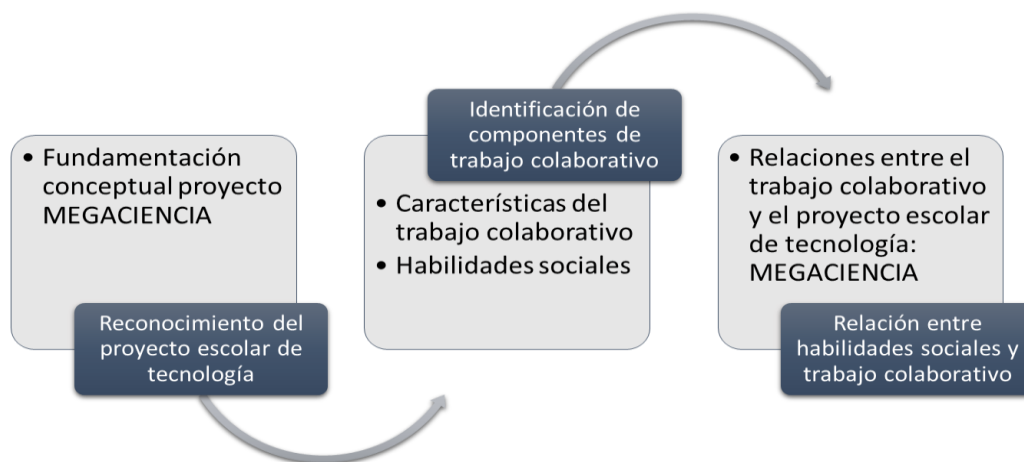 • Fundamentación
conceptual proyecto
MEGACIENCIA
Reconocimiento del
proyecto escolar de
tecnología
Identificación de
componentes de
trabajo colaborativo
• Características del
trabajo colaborativo
• Habilidades sociales
• Relaciones entre el
trabajo colaborativo
y el proyecto escolar
de tecnología:
MEGACIENCIA
Relación entre
habilidades sociales y
trabajo colaborativo